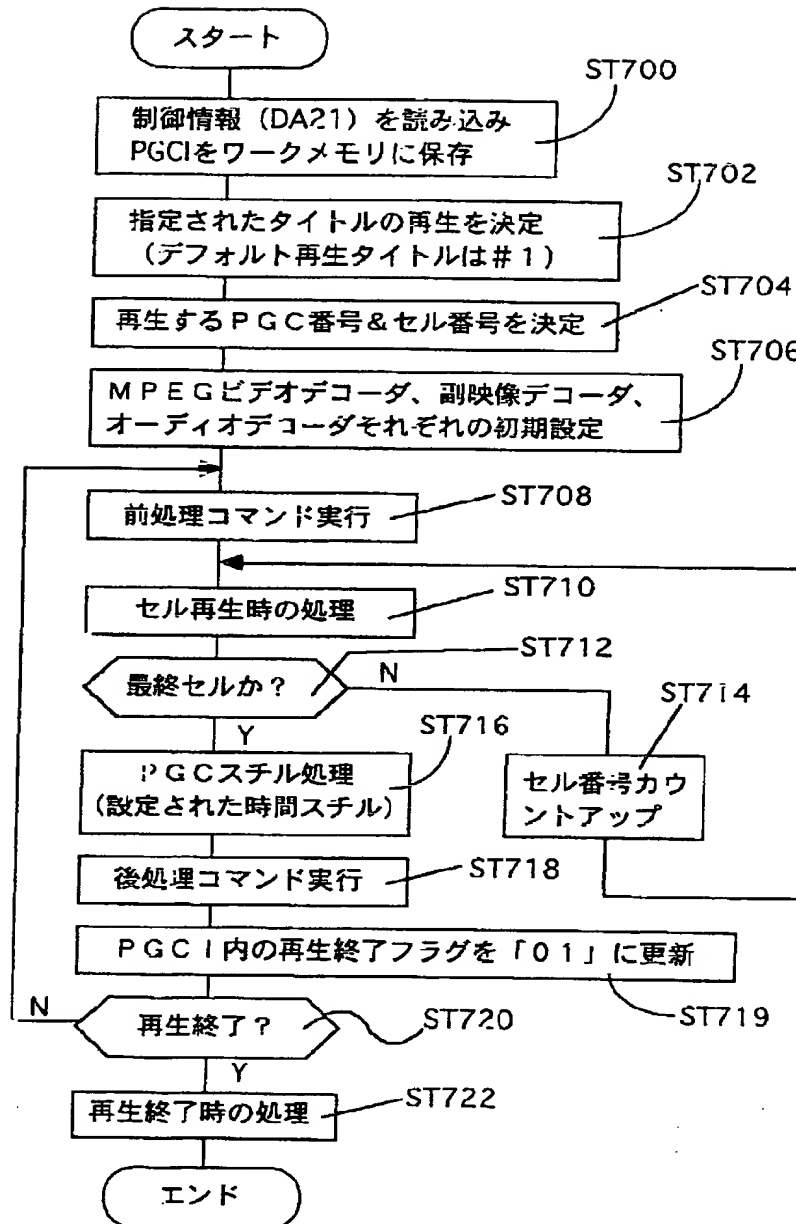 スタート
ST700
制御情報（DA21）を読み込み
PGCIをワークメモリに保存
ST702
指定されたタイトルの再生を決定
（デフォルト再生タイトルは＃１）
ST704
再生するＰＧＣ番号＆セル番号を決定
ST706
ＭＰＥＧビデオデコーダ、副映像デコーダ、
オーディオデコーダそれぞれの初期設定
ST708
前処理コマンド実行
ST710
セル再生時の処理
ST712
最終セルか？
N
Y
ST714
セル番号カウ
ントアップ
ST716
ＰＧＣスチル処理
（設定された時間スチル）
ST718
後処理コマンド実行
ＰＧＣＩ内の再生終了フラグを「０１」に更新
ST719
N
再生終了？
ST720
Y
ST722
再生終了時の処理
エンド